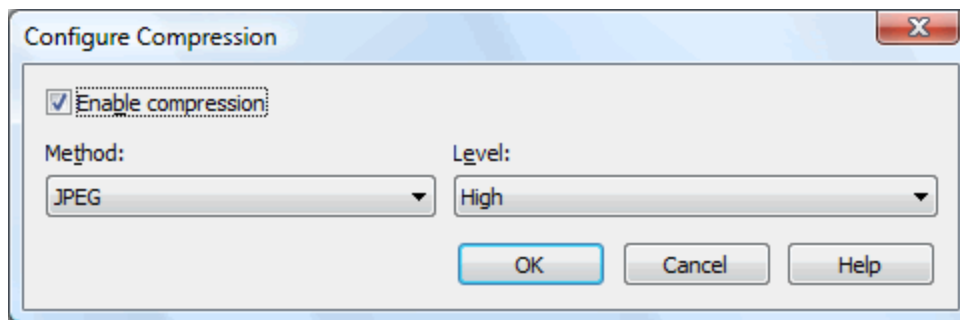 Configure Compression
Enable compression
Method: Level:
JPEG High
OK Cancel Help